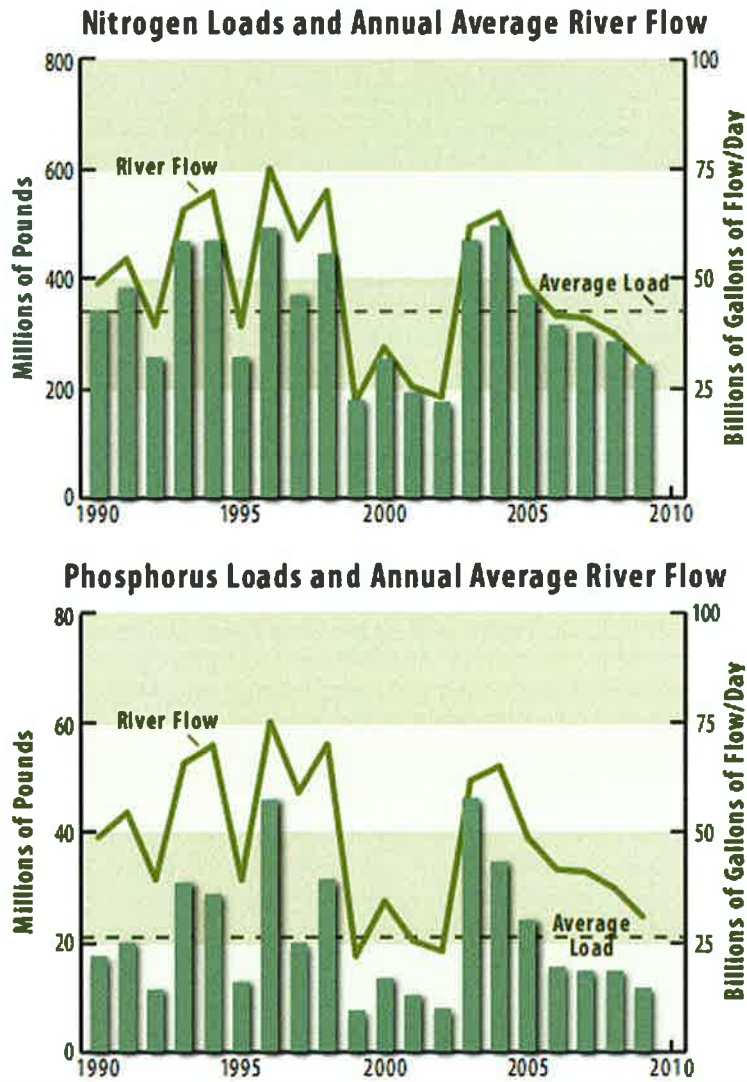 Nitrogen Loads and Annual Average River Flow
800
600
400
200
0
Millions of Pounds
100
75
50
25
Billions of Gallons of Flow/Day
River Flow
Average Load
1990
1995
2000
2005
2010
Phosphorus Loads and Annual Average River Flow
80
60
40
20
0
Millions of Pounds
100
75
50
25
Billions of Gallons of Flow/Day
River Flow
Average
Load
1990
1995
2000
2005
2010